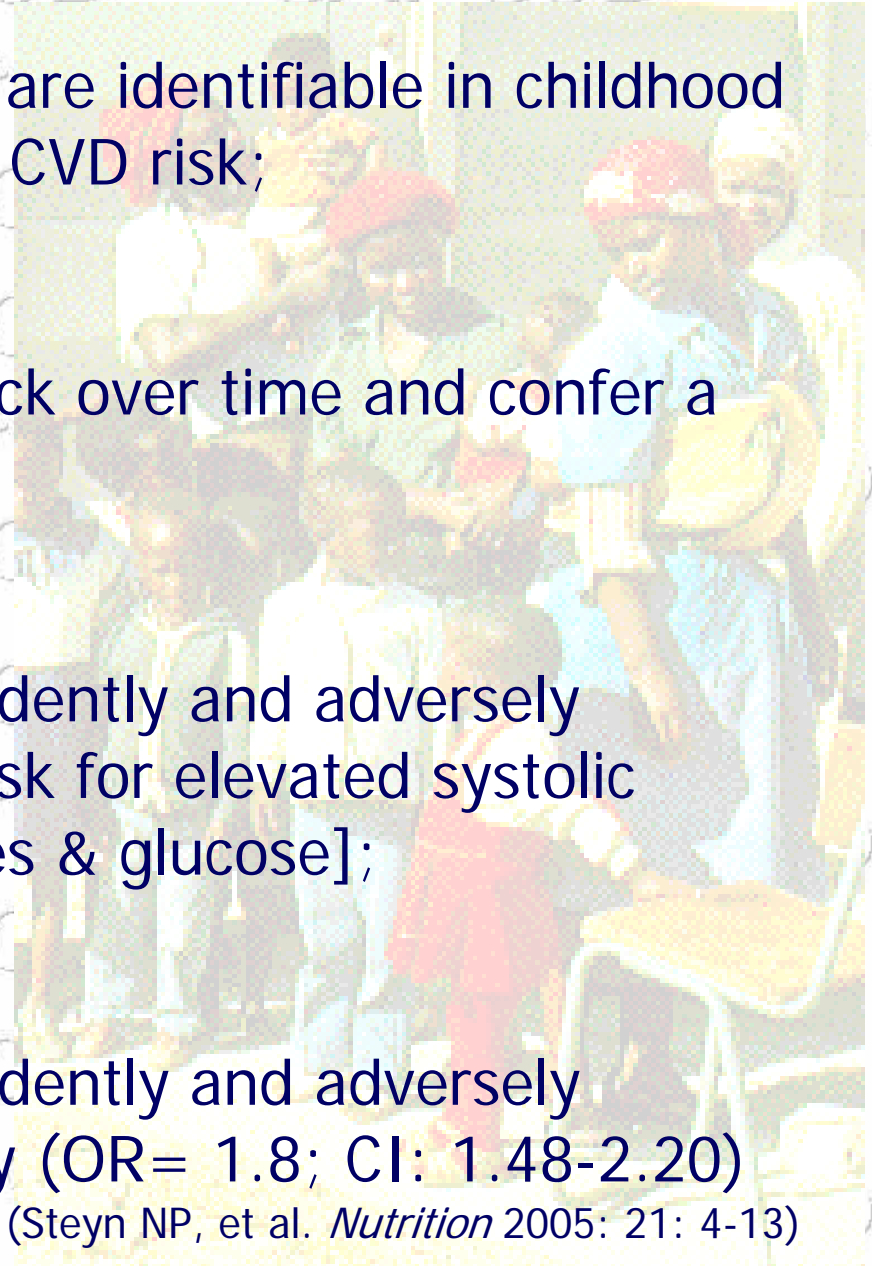 are identifiable in childhood
CVD risk;
ck over time and confer a
dently and adversely
sk for elevated systolic
es & glucose];
dently and adversely
y (OR= 1.8; CI: 1.48-2.20)
(Steyn NP, et al. Nutrition 2005: 21: 4-13)